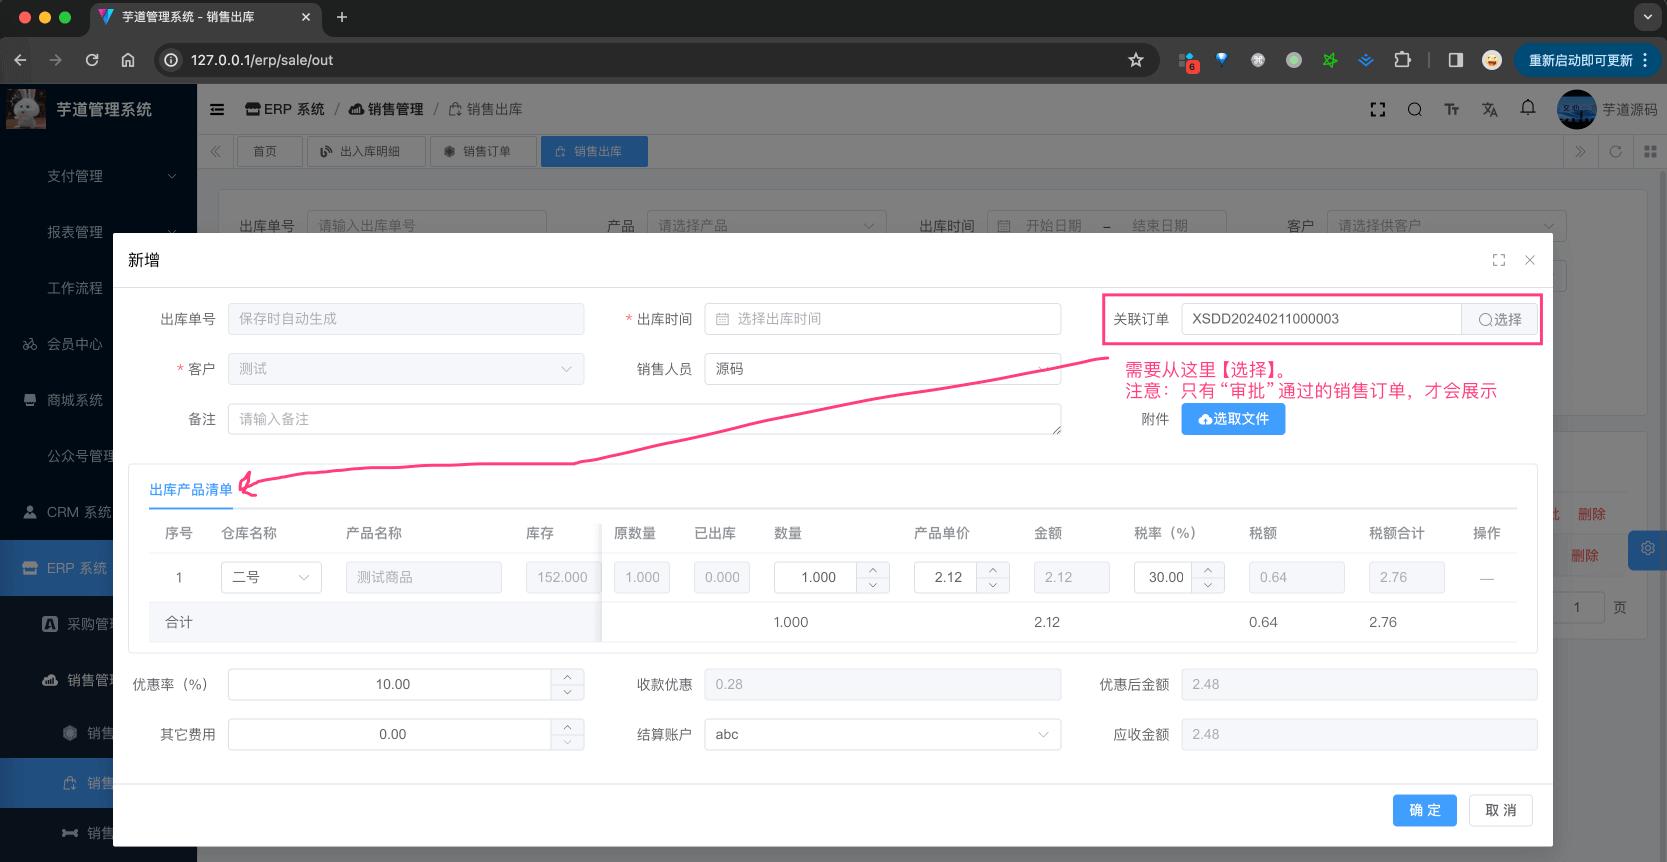 芋道管理系统 - 销售出库
127.0.0.1/erp/sale/out
6
重新启动即可更新
芋道管理系统
ERP 系统 / 销售管理 / 销售出库
芋道源码
首页
出入库明细
销售订单
销售出库
支付管理
报表管理
工作流程
会员中心
商城系统
公众号管理
CRM 系统
ERP 系统
采购管
销售管
销售
销售
销售
出库单号 请输入出库单号
产品 请选择产品
出库时间 开始日期 – 结束日期
客户 请选择供客户
新增
出库单号 保存时自动生成
* 出库时间 选择出库时间
关联订单 XSDD20240211000003 选择
* 客户 测试
销售人员 源码
需要从这里【选择】。
注意：只有“审批”通过的销售订单，才会展示
备注 请输入备注
附件 选取文件
出库产品清单
序号 仓库名称 产品名称 库存 原数量 已出库 数量 产品单价 金额 税率（%） 税额 税额合计 操作
1 二号 测试商品 152.000 1.000 0.000 1.000 2.12 2.12 30.00 0.64 2.76 —
合计 1.000 2.12 0.64 2.76
优惠率（%） 10.00
收款优惠 0.28
优惠后金额 2.48
其它费用 0.00
结算账户 abc
应收金额 2.48
确 定
取 消
批 删除
删除
1 页